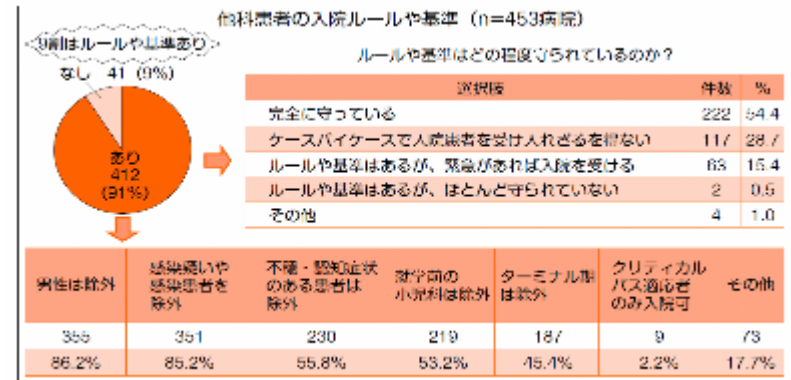 他科患者の入院ルールや基準（n=453病院）
9割はルールや基準あり
なし 41 (9%)
あり
412
(91%)
ルールや基準はどの程度守られているのか？
選択肢 件数 %
完全に守っている 222 54.4
ケースバイケースで入院患者を受け入れざるを得ない 117 28.7
ルールや基準はあるが、緊急があれば入院を受ける 63 15.4
ルールや基準はあるが、ほとんど守られていない 2 0.5
その他 4 1.0
男性は除外
感染疑いや
感染患者を
除外
不穏・認知症状
のある患者は
除外
就学前の
小児科は除外
ターミナル期
は除外
クリティカル
パス適応者
のみ入院可
その他
355 351 230 219 187 9 73
86.2% 85.2% 55.8% 53.2% 45.4% 2.2% 17.7%